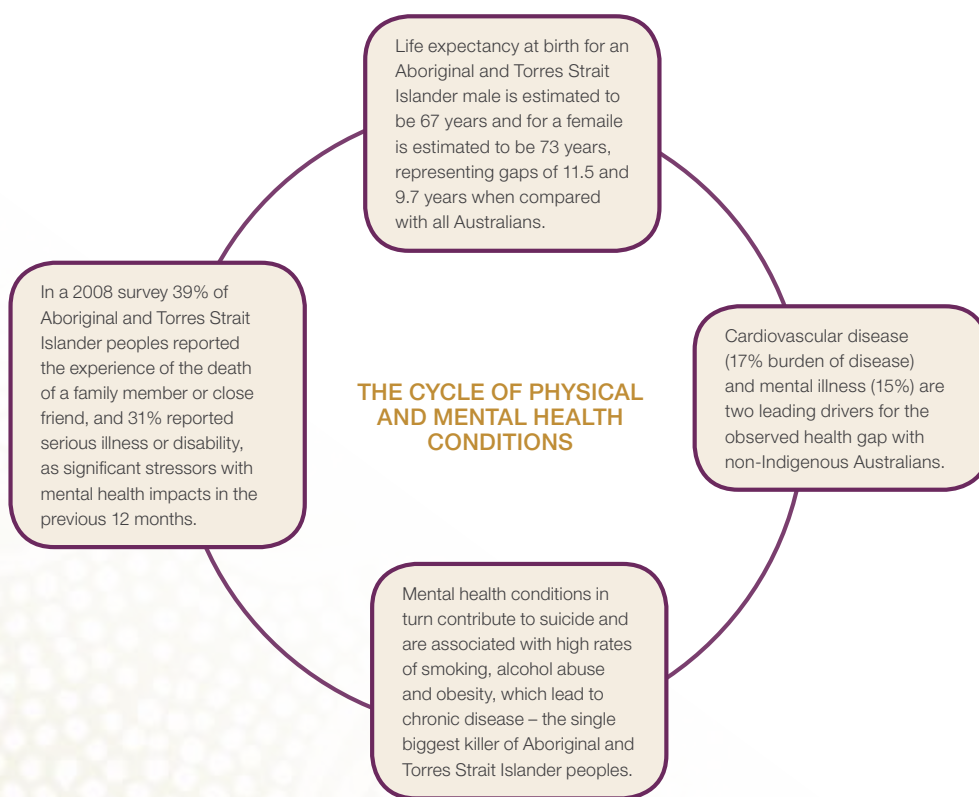 Life expectancy at birth for an
Aboriginal and Torres Strait
Islander male is estimated to
be 67 years and for a femaile
is estimated to be 73 years,
representing gaps of 11.5 and
9.7 years when compared
with all Australians.
In a 2008 survey 39% of
Aboriginal and Torres Strait
Islander peoples reported
the experience of the death
of a family member or close
friend, and 31% reported
serious illness or disability,
as significant stressors with
mental health impacts in the
previous 12 months.
THE CYCLE OF PHYSICAL
AND MENTAL HEALTH
CONDITIONS
Cardiovascular disease
(17% burden of disease)
and mental illness (15%) are
two leading drivers for the
observed health gap with
non-Indigenous Australians.
Mental health conditions in
turn contribute to suicide and
are associated with high rates
of smoking, alcohol abuse
and obesity, which lead to
chronic disease – the single
biggest killer of Aboriginal and
Torres Strait Islander peoples.